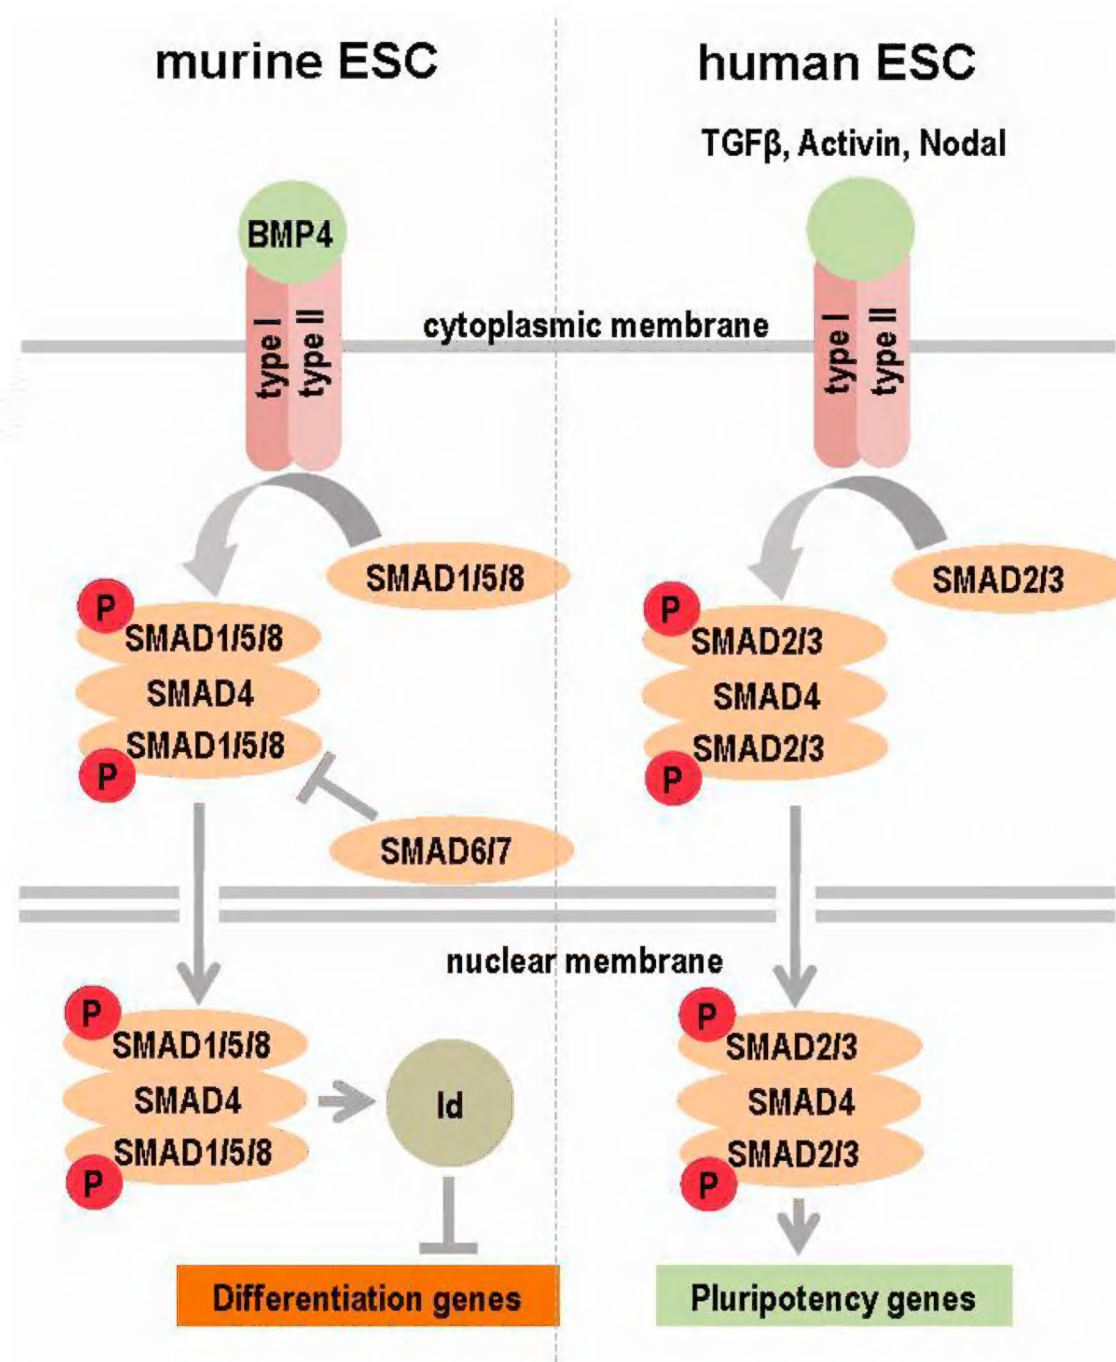 murine ESC
human ESC
TGFβ, Activin, Nodal
BMP4
type I
type II
type I
type II
cytoplasmic membrane
SMAD1/5/8
SMAD2/3
P
SMAD1/5/8
SMAD4
SMAD1/5/8
P
P
SMAD2/3
SMAD4
SMAD2/3
P
SMAD6/7
nuclear membrane
P
SMAD1/5/8
SMAD4
SMAD1/5/8
P
Id
P
SMAD2/3
SMAD4
SMAD2/3
P
Differentiation genes
Pluripotency genes